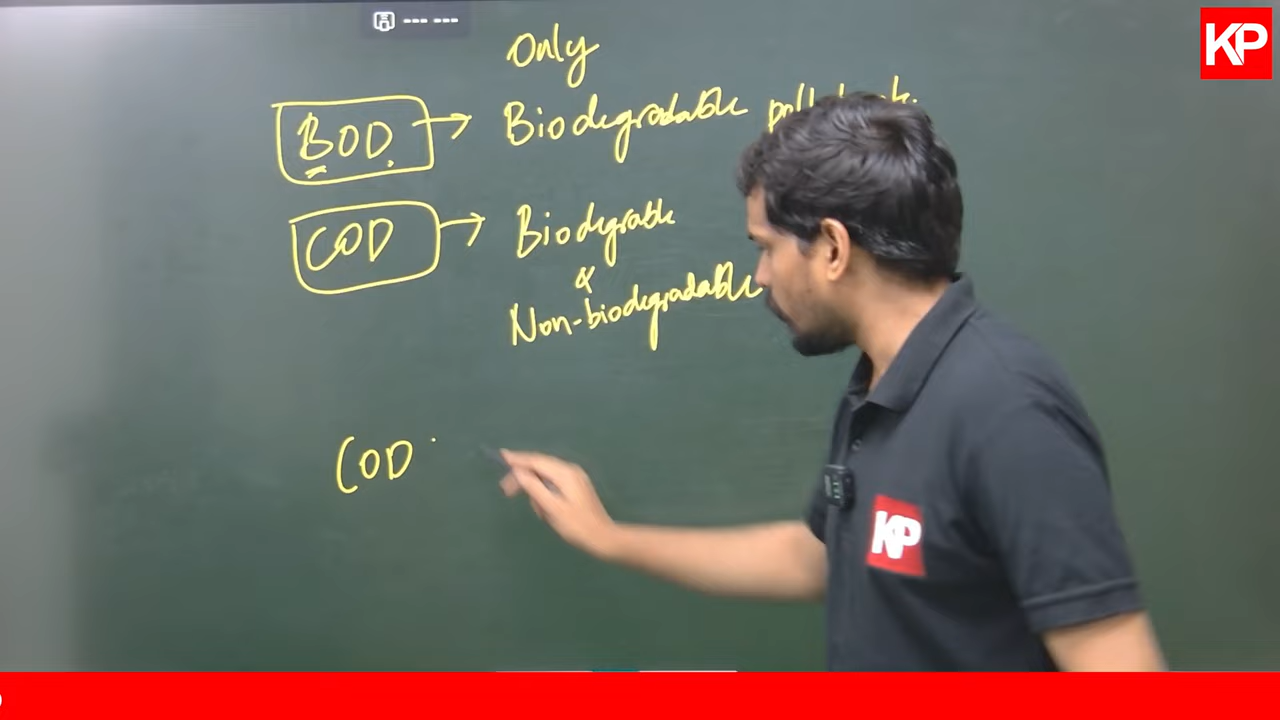 KP
Only
BOD → Biodegradable
COD → Biodegrable
&
Non-biodegradable
COD
KP